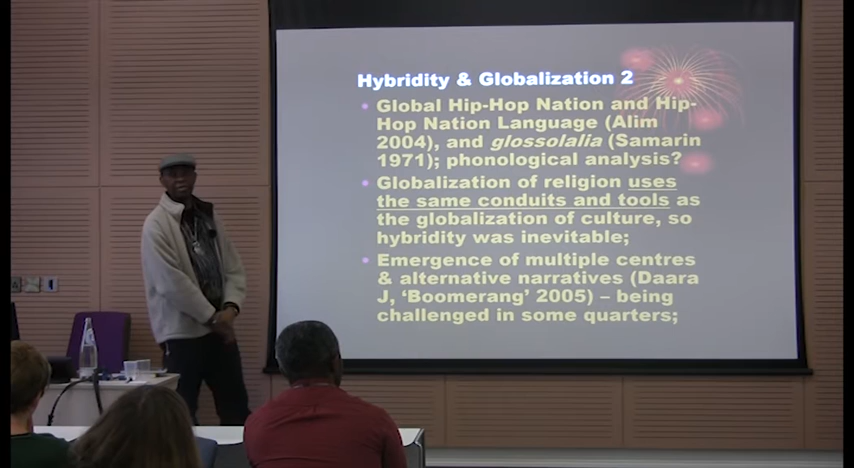 Hybridity & Globalization 2
Global Hip-Hop Nation and Hip-
Hop Nation Language (Alim
2004), and glossolalia (Samarin
1971); phonological analysis?
Globalization of religion uses
the same conduits and tools as
the globalization of culture, so
hybridity was inevitable;
Emergence of multiple centres
& alternative narratives (Daara
J, ‘Boomerang’ 2005) – being
challenged in some quarters;